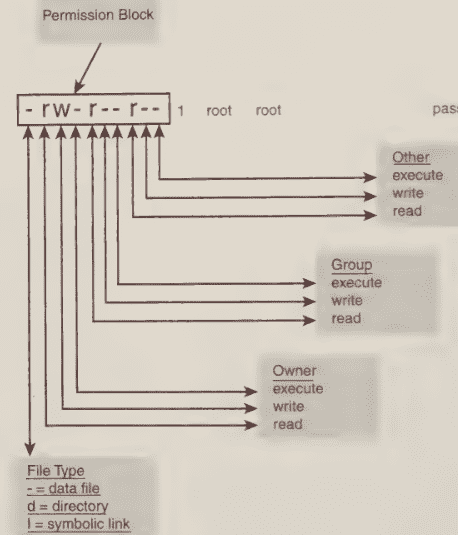 Permission Block
-rw-r--r-- 1 root root pass
Other
execute
write
read
Group
execute
write
read
Owner
execute
write
read
File Type
- = data file
d = directory
l = symbolic link